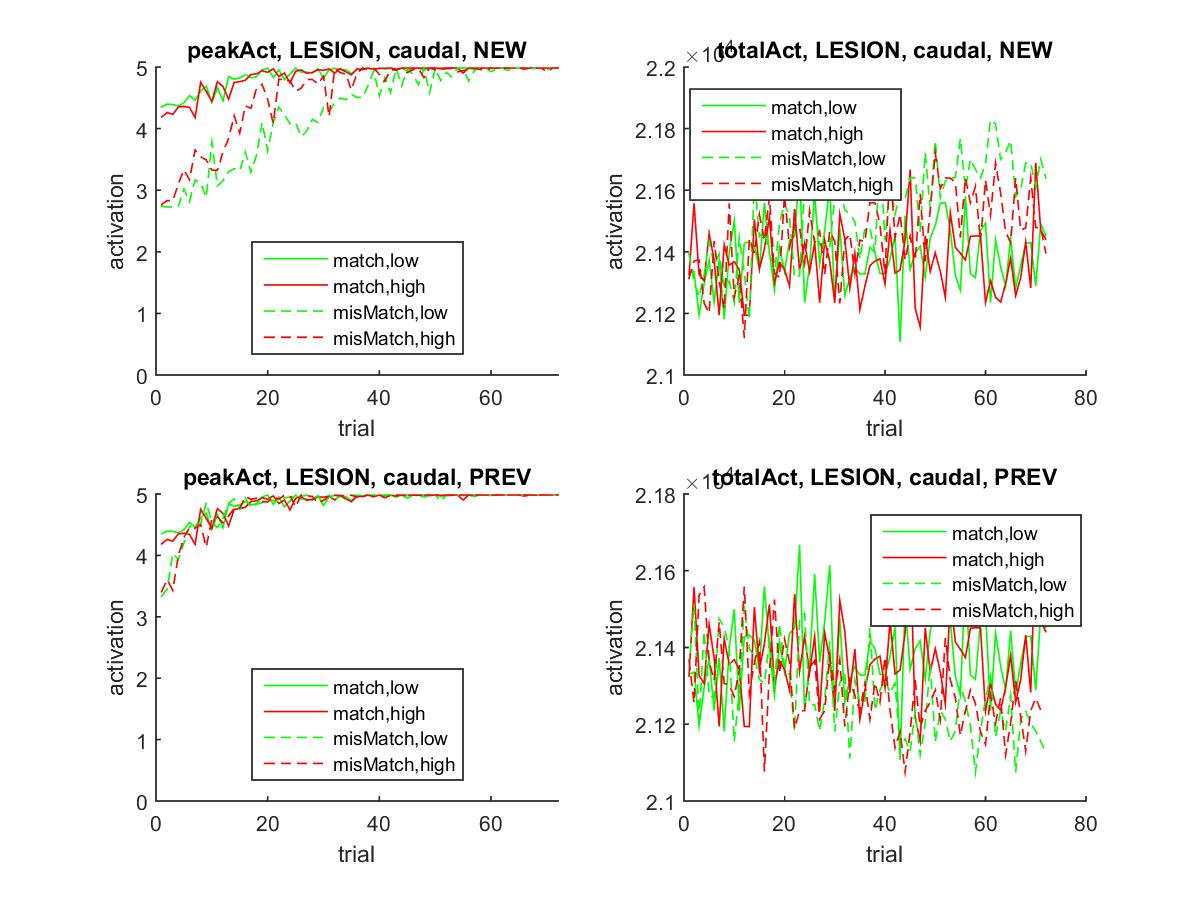 peakAct, LESION, caudal, NEW
5
4
3
2
1
0
activation
match,low
match,high
misMatch,low
misMatch,high
0 20 40 60
trial
×10^4
totalAct, LESION, caudal, NEW
2.2
2.18
2.16
2.14
2.12
2.1
activation
match,low
match,high
misMatch,low
misMatch,high
0 20 40 60 80
trial
peakAct, LESION, caudal, PREV
5
4
3
2
1
0
activation
match,low
match,high
misMatch,low
misMatch,high
0 20 40 60
trial
×10^4
totalAct, LESION, caudal, PREV
2.18
2.16
2.14
2.12
2.1
activation
match,low
match,high
misMatch,low
misMatch,high
0 20 40 60 80
trial